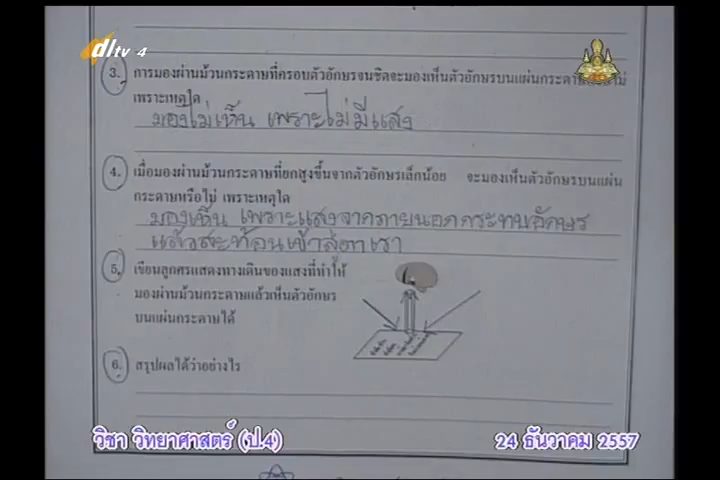 dltv 4
3. การมองผ่านม้วนกระดาษที่ครอบตัวอักษรจนชิดจะมองเห็นตัวอักษรบนแผ่นกระดาษ
เพราะเหตุใด
มองไม่เห็น เพราะไม่มีแสง
4. เมื่อมองผ่านม้วนกระดาษที่ยกสูงขึ้นจากตัวอักษรเล็กน้อย จะมองเห็นตัวอักษรบนแผ่น
กระดาษหรือไม่ เพราะเหตุใด
มองเห็น เพราะแสงจากภายนอกกระทบอักษร
แล้วสะท้อนเข้าสู่ตาเรา
5. เขียนลูกศรแสดงทางเดินของแสงที่ทำให้
มองผ่านม้วนกระดาษแล้วเห็นตัวอักษร
บนแผ่นกระดาษได้
6. สรุปผลได้ว่าอย่างไร
วิชา วิทยาศาสตร์ (ป.4) 24 ธันวาคม 2557